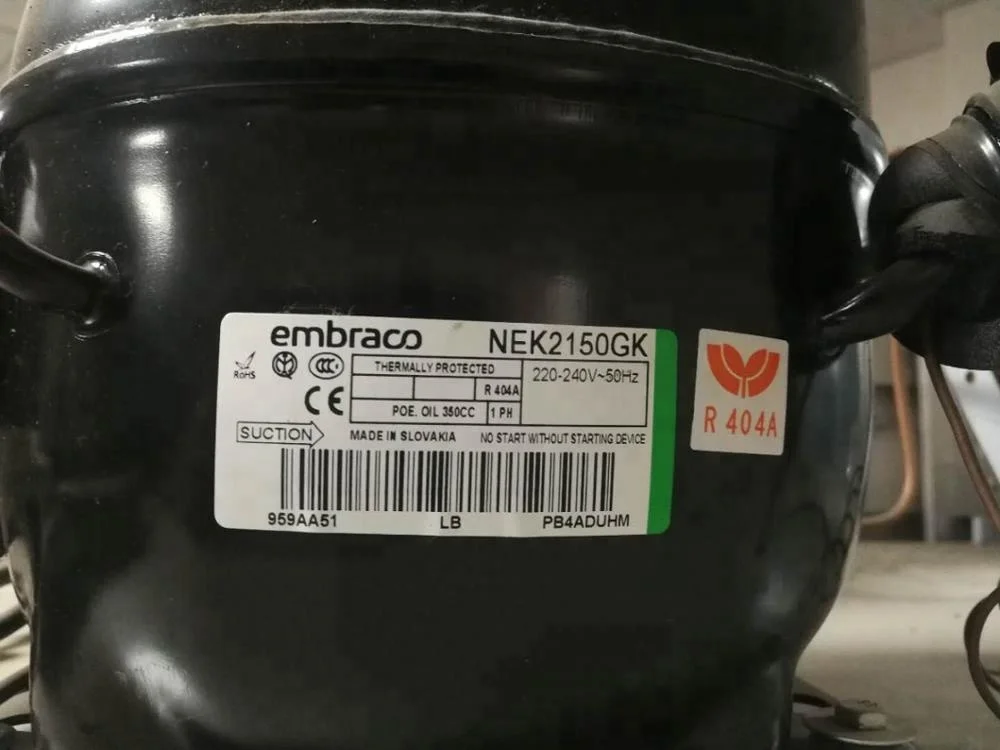 embraco NEK2150GK
RoHS
CCC
CE
THERMALLY PROTECTED
220-240V~50Hz
R 404A
POE. OIL 350CC 1 PH
SUCTION MADE IN SLOVAKIA NO START WITHOUT STARTING DEVICE
959AA51 LB PB4ADUHM
R 404A